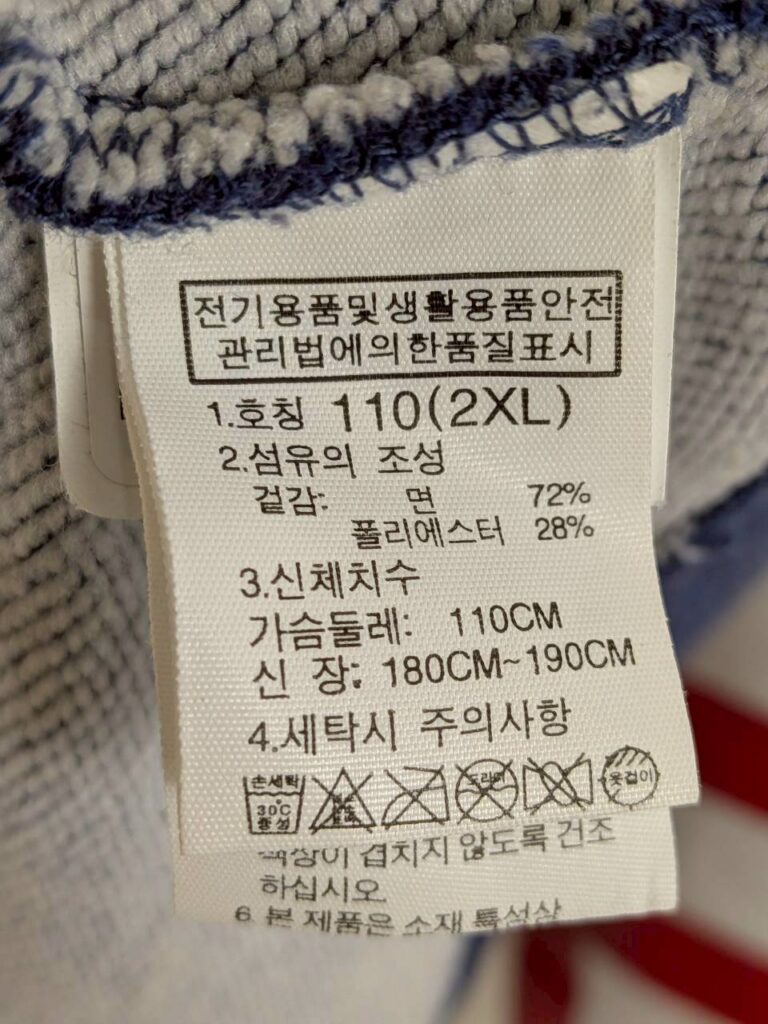 전기용품및생활용품안전
관리법에의한품질표시
1.호칭 110(2XL)
2.섬유의 조성
겉감: 면 72%
폴리에스터 28%
3.신체치수
가슴둘레: 110CM
신 장: 180CM~190CM
4.세탁시 주의사항
손세탁 30℃ 중성 표백 드라이 옷걸이
색상이 겹치지 않도록 건조
하십시오
6.본 제품은 소재 특성상